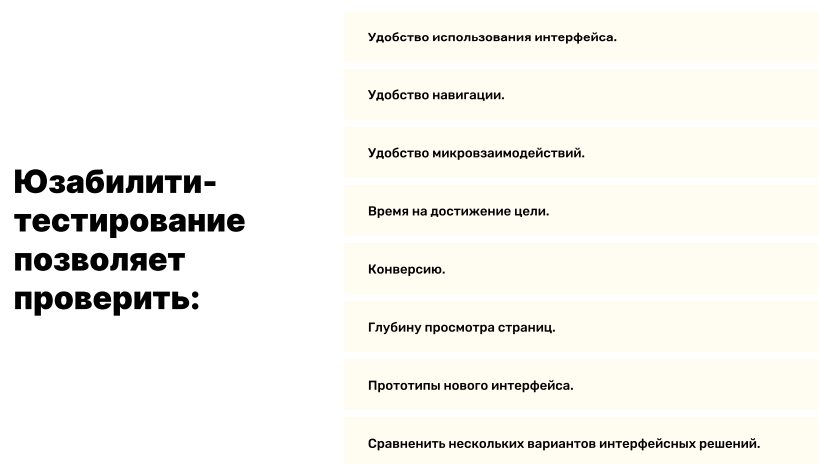 Юзабилити-
тестирование
позволяет
проверить:
Удобство использования интерфейса.
Удобство навигации.
Удобство микровзаимодействий.
Время на достижение цели.
Конверсию.
Глубину просмотра страниц.
Прототипы нового интерфейса.
Сравненить нескольких вариантов интерфейсных решений.